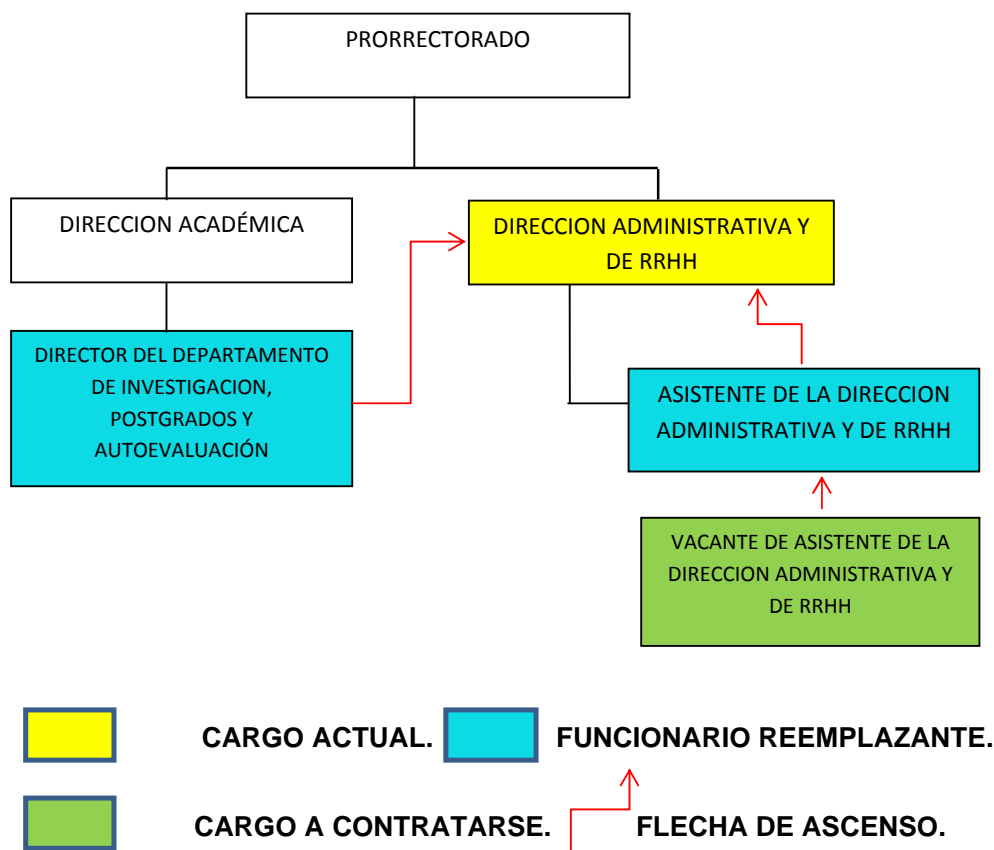 PRORRECTORADO
DIRECCION ACADÉMICA
DIRECCION ADMINISTRATIVA Y
DE RRHH
DIRECTOR DEL DEPARTAMENTO
DE INVESTIGACION,
POSTGRADOS Y
AUTOEVALUACIÓN
ASISTENTE DE LA DIRECCION
ADMINISTRATIVA Y DE RRHH
VACANTE DE ASISTENTE DE LA
DIRECCION ADMINISTRATIVA Y
DE RRHH
CARGO ACTUAL.
FUNCIONARIO REEMPLAZANTE.
CARGO A CONTRATARSE.
FLECHA DE ASCENSO.